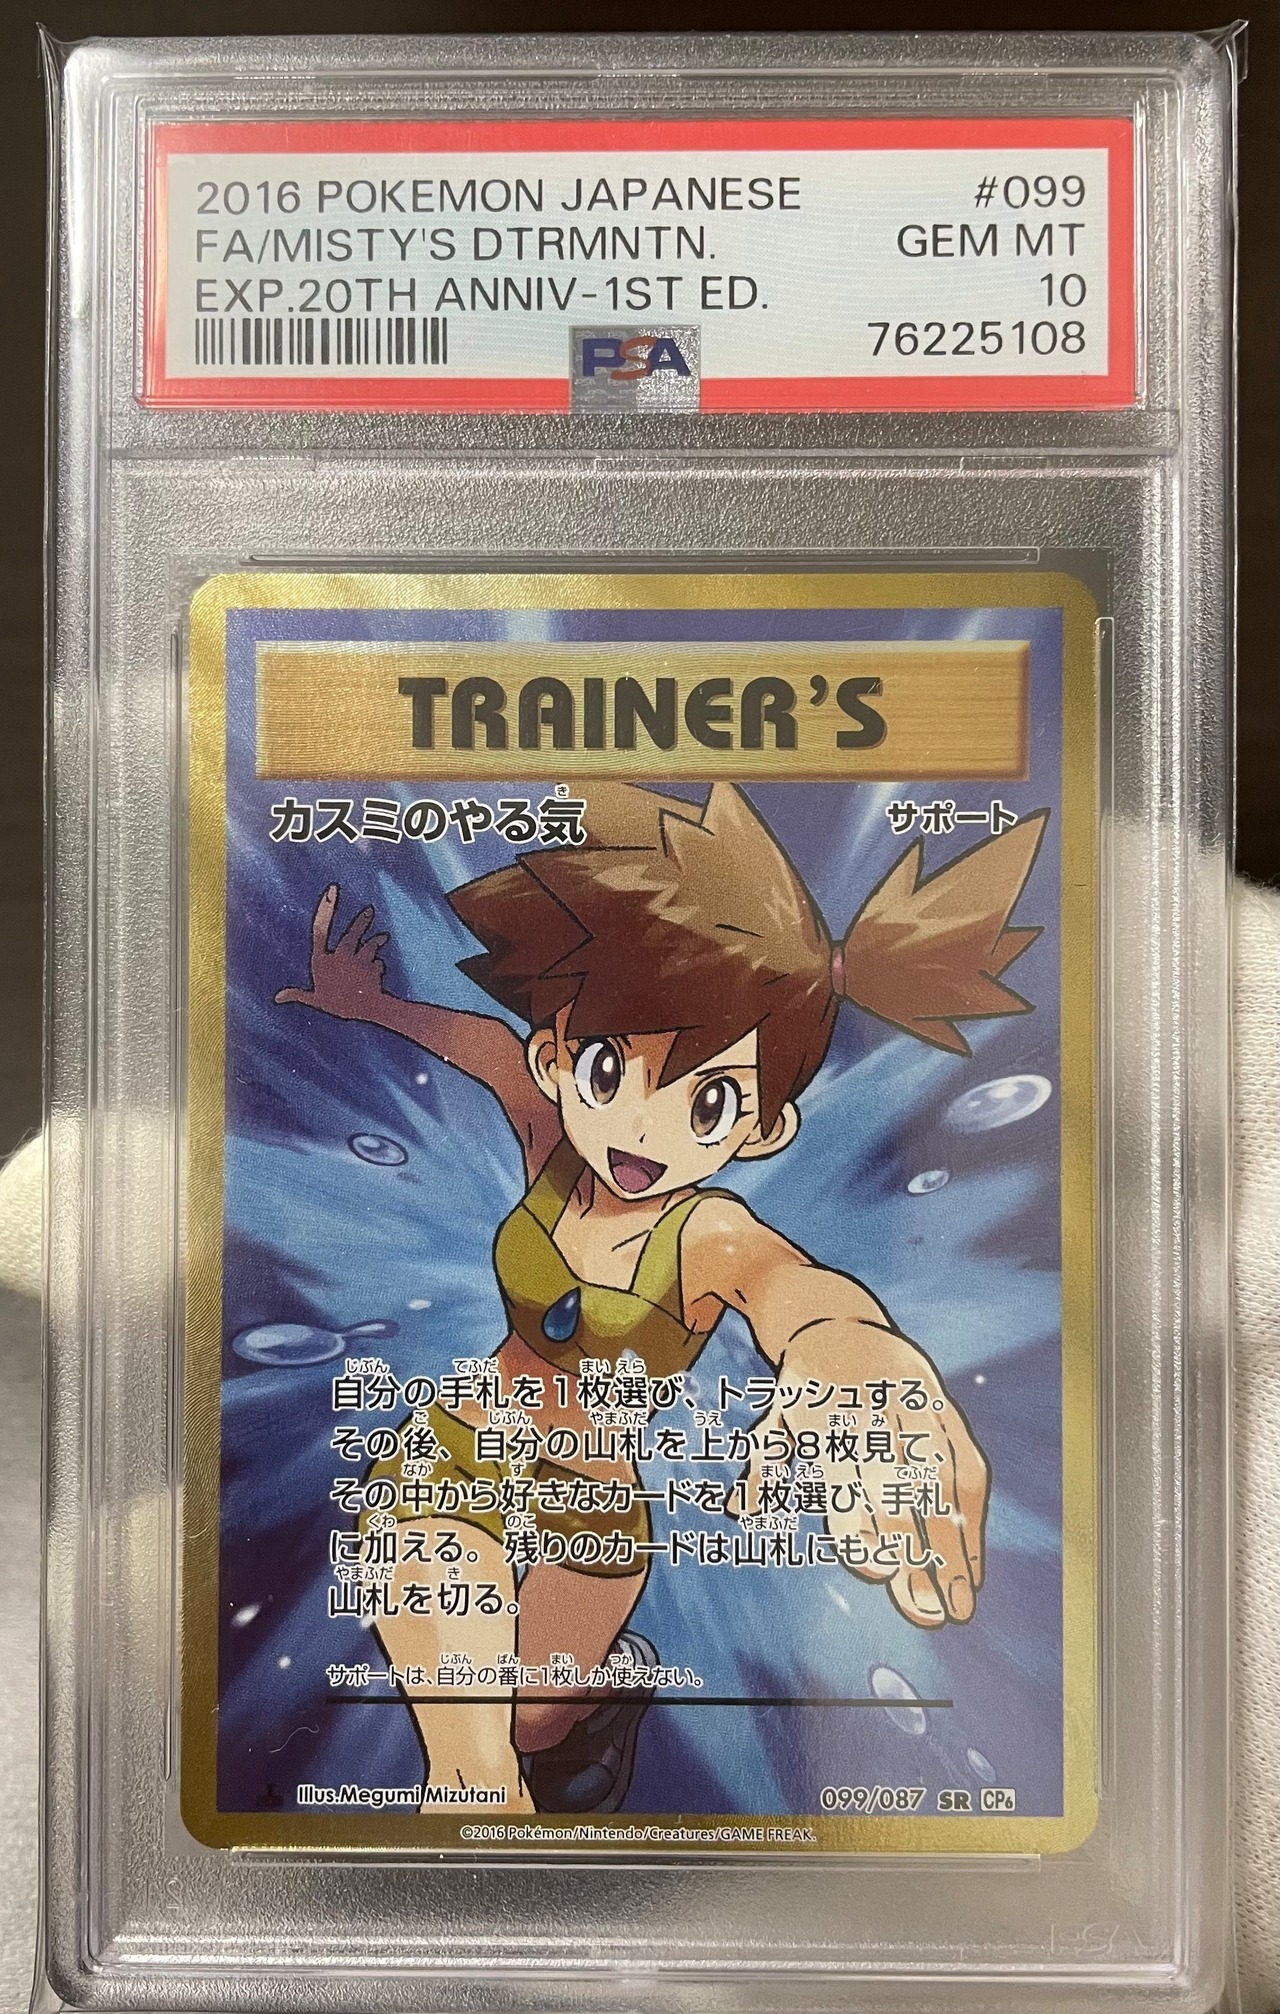 2016 POKEMON JAPANESE #099
FA/MISTY'S DTRMNTN. GEM MT
EXP.20TH ANNIV-1ST ED. 10
PSA 76225108
TRAINER'S
カスミのやる気 サポート
自分の手札を1枚選び、トラッシュする。
その後、自分の山札を上から8枚見て、
その中から好きなカードを1枚選び、手札
に加える。残りのカードは山札にもどし、
山札を切る。
サポートは、自分の番に1枚しか使えない。
Illus.Megumi Mizutani 099/087 SR CP6
©2016 Pokémon/Nintendo/Creatures/GAME FREAK.